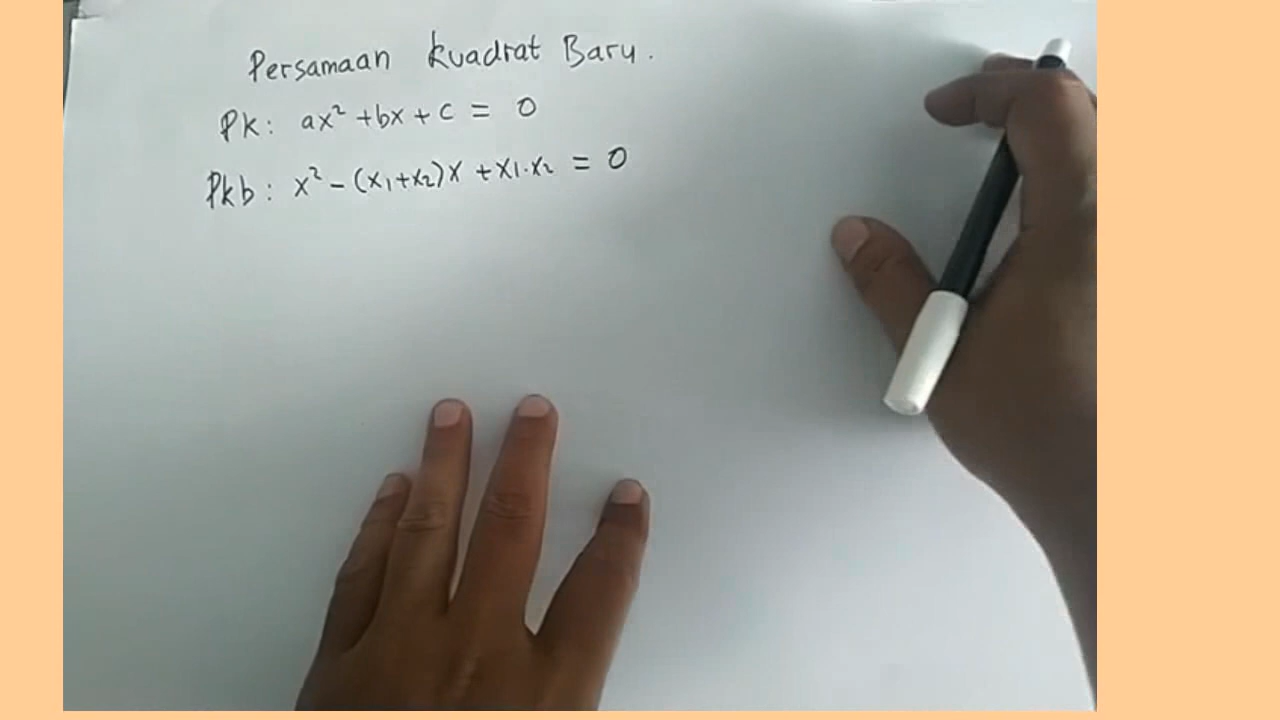 Persamaan Kuadrat Baru.
PK: ax² + bx + c = 0
Pkb: x² - (x₁+x₂)x + x₁.x₂ = 0